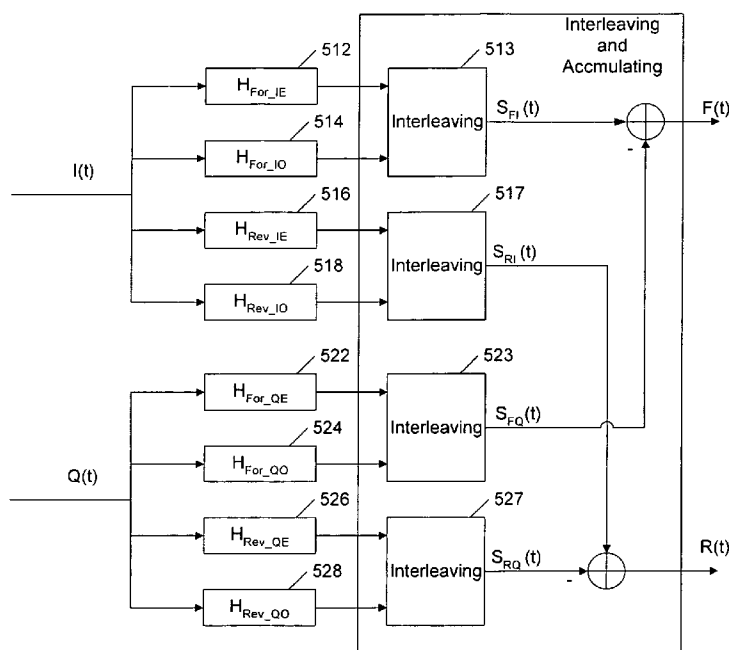 Interleaving
and
Accmulating
512
H_For_IE
513
Interleaving
S_FI (t)
F(t)
-
514
H_For_IO
I(t)
516
H_Rev_IE
517
Interleaving
S_RI (t)
518
H_Rev_IO
522
H_For_QE
523
Interleaving
S_FQ (t)
524
H_For_QO
Q(t)
526
H_Rev_QE
527
Interleaving
S_RQ (t)
-
R(t)
528
H_Rev_QO